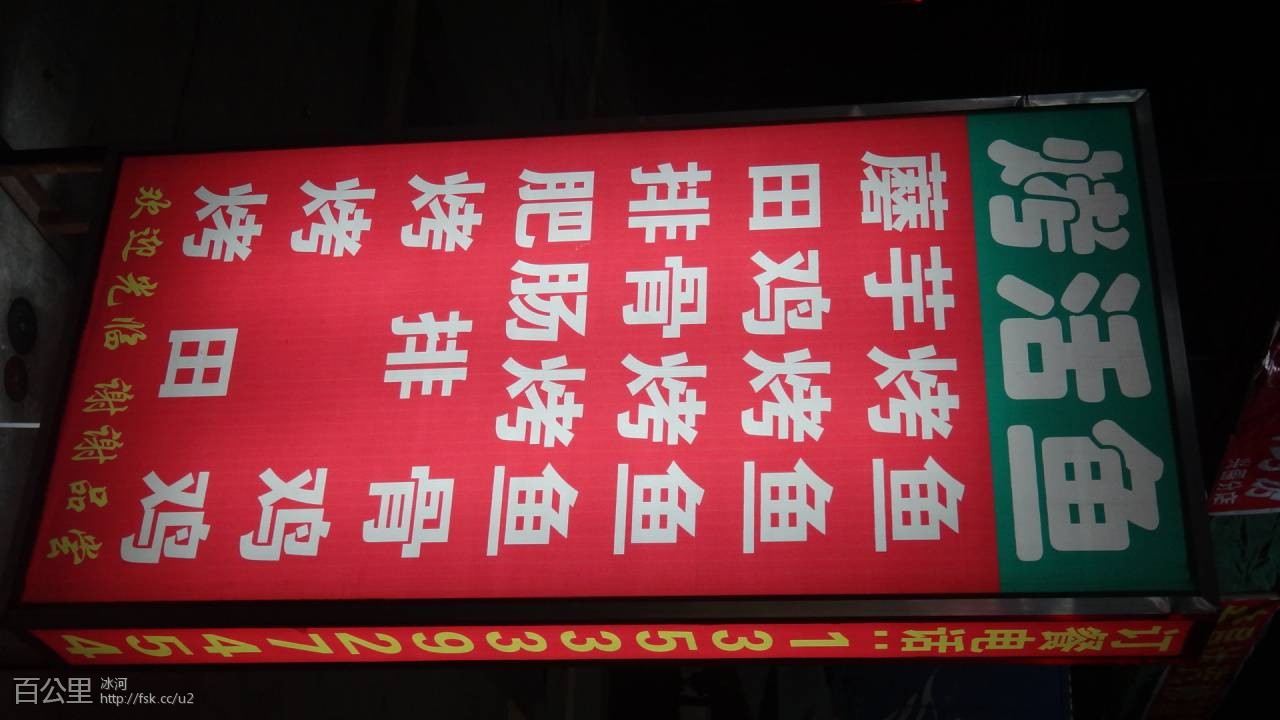 烤活鱼
蘑芋烤鱼
田鸡烤鱼
排骨烤鱼
肥肠烤鱼
烤排骨
烤鸡
烤田鸡
欢迎光临 谢谢品尝
订餐电话:13533927454
百公里
冰河
http://fsk.cc/u2